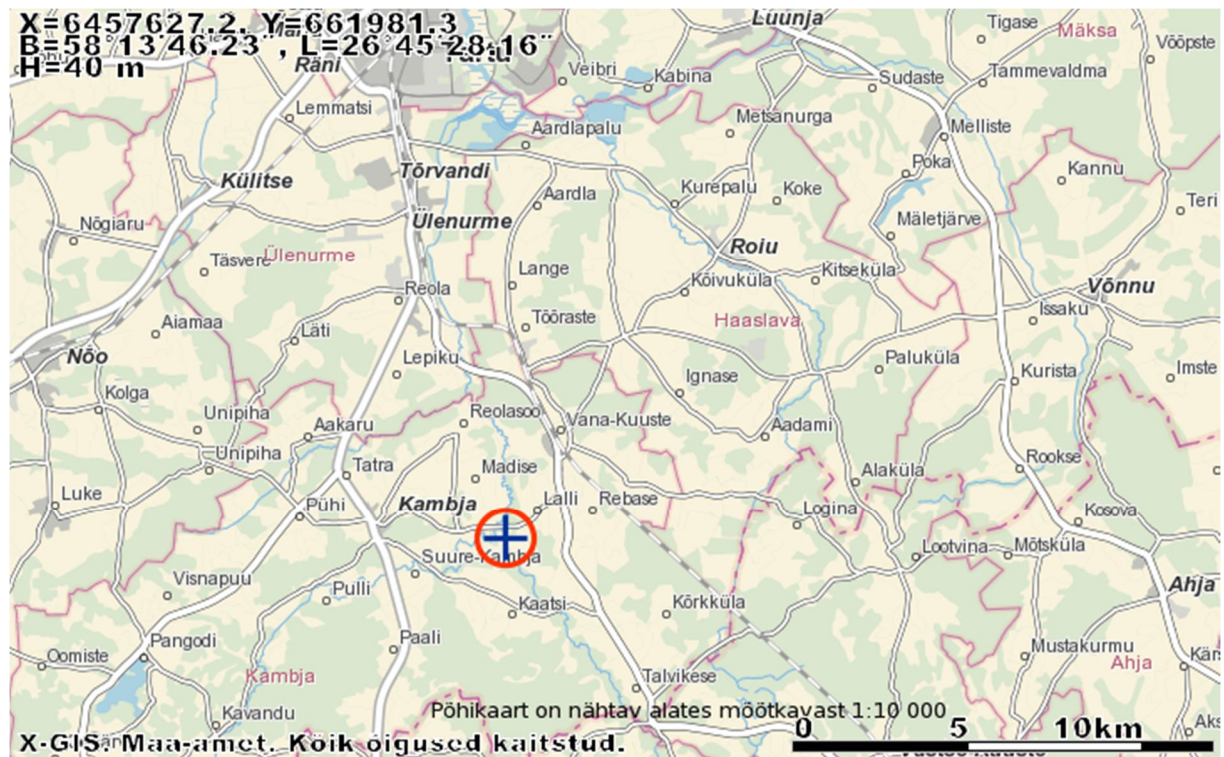 X=6457627.2, Y=661981.3
B=58°13'46.23", L=26°45'28.16"
H=40 m
Luunja
Tigase
Mäksa
Vööpste
Räni
Veibri
Kabina
Sudaste
Tammevaldma
Lemmatsi
Aardlapalu
Metsanurga
Melliste
Külitse
Tõrvandi
Aardla
Kurepalu
Koke
Poka
Kannu
Nõgiaru
Ülenurme
Mäletjärve
Teri
Täsvere
Ülenurme
Lange
Roiu
Kitseküla
Reola
Kõivuküla
Võnnu
Aiamaa
Läti
Tõõraste
Haaslava
Issaku
Nõo
Lepiku
Ignase
Paluküla
Kurista
Imste
Kolga
Unipiha
Aakaru
Reolasoo
Vana-Kuuste
Aadami
Unipiha
Tatra
Madise
Alaküla
Rookse
Luke
Pühi
Kambja
Lalli
Rebase
Logina
Kosova
Suure-Kambja
Lootvina
Mõtsküla
Visnapuu
Pulli
Kaatsi
Kõrkküla
Ahja
Pangodi
Paali
Oomiste
Mustakurmu
Kambja
Talvikese
Ahja
Kär
Kavandu
Põhikaart on nähtav alates mõõtkavast 1:10 000
0 5 10km
X-GIS. Maa-amet. Kõik õigused kaitstud.